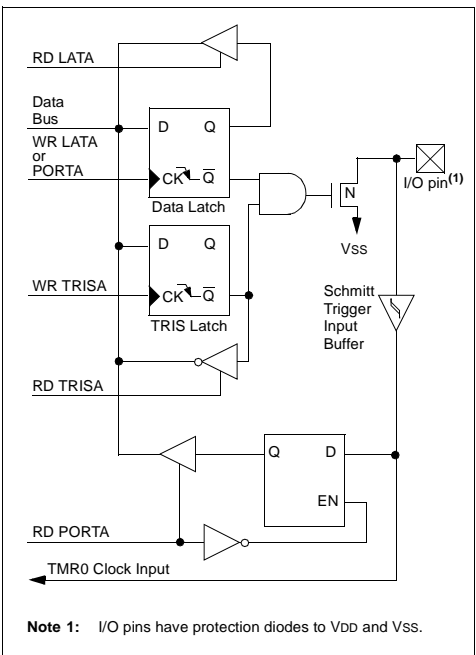 RD LATA
Data
Bus
WR LATA
or
PORTA
D Q
CK Q
Data Latch
N
I/O pin(1)
VSS
D Q
WR TRISA
CK Q
TRIS Latch
Schmitt
Trigger
Input
Buffer
RD TRISA
Q D
EN
RD PORTA
TMR0 Clock Input
Note 1: I/O pins have protection diodes to VDD and VSS.